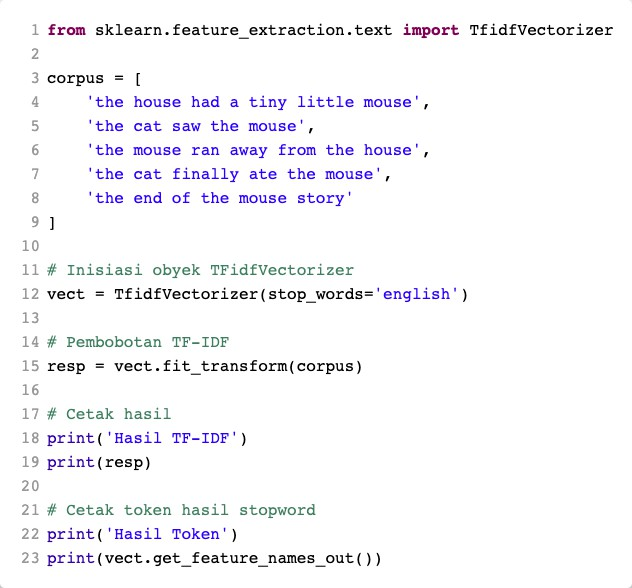 1 from sklearn.feature_extraction.text import TfidfVectorizer
2
3 corpus = [
4     'the house had a tiny little mouse',
5     'the cat saw the mouse',
6     'the mouse ran away from the house',
7     'the cat finally ate the mouse',
8     'the end of the mouse story'
9 ]
10
11 # Inisiasi obyek TFidfVectorizer
12 vect = TfidfVectorizer(stop_words='english')
13
14 # Pembobotan TF-IDF
15 resp = vect.fit_transform(corpus)
16
17 # Cetak hasil
18 print('Hasil TF-IDF')
19 print(resp)
20
21 # Cetak token hasil stopword
22 print('Hasil Token')
23 print(vect.get_feature_names_out())